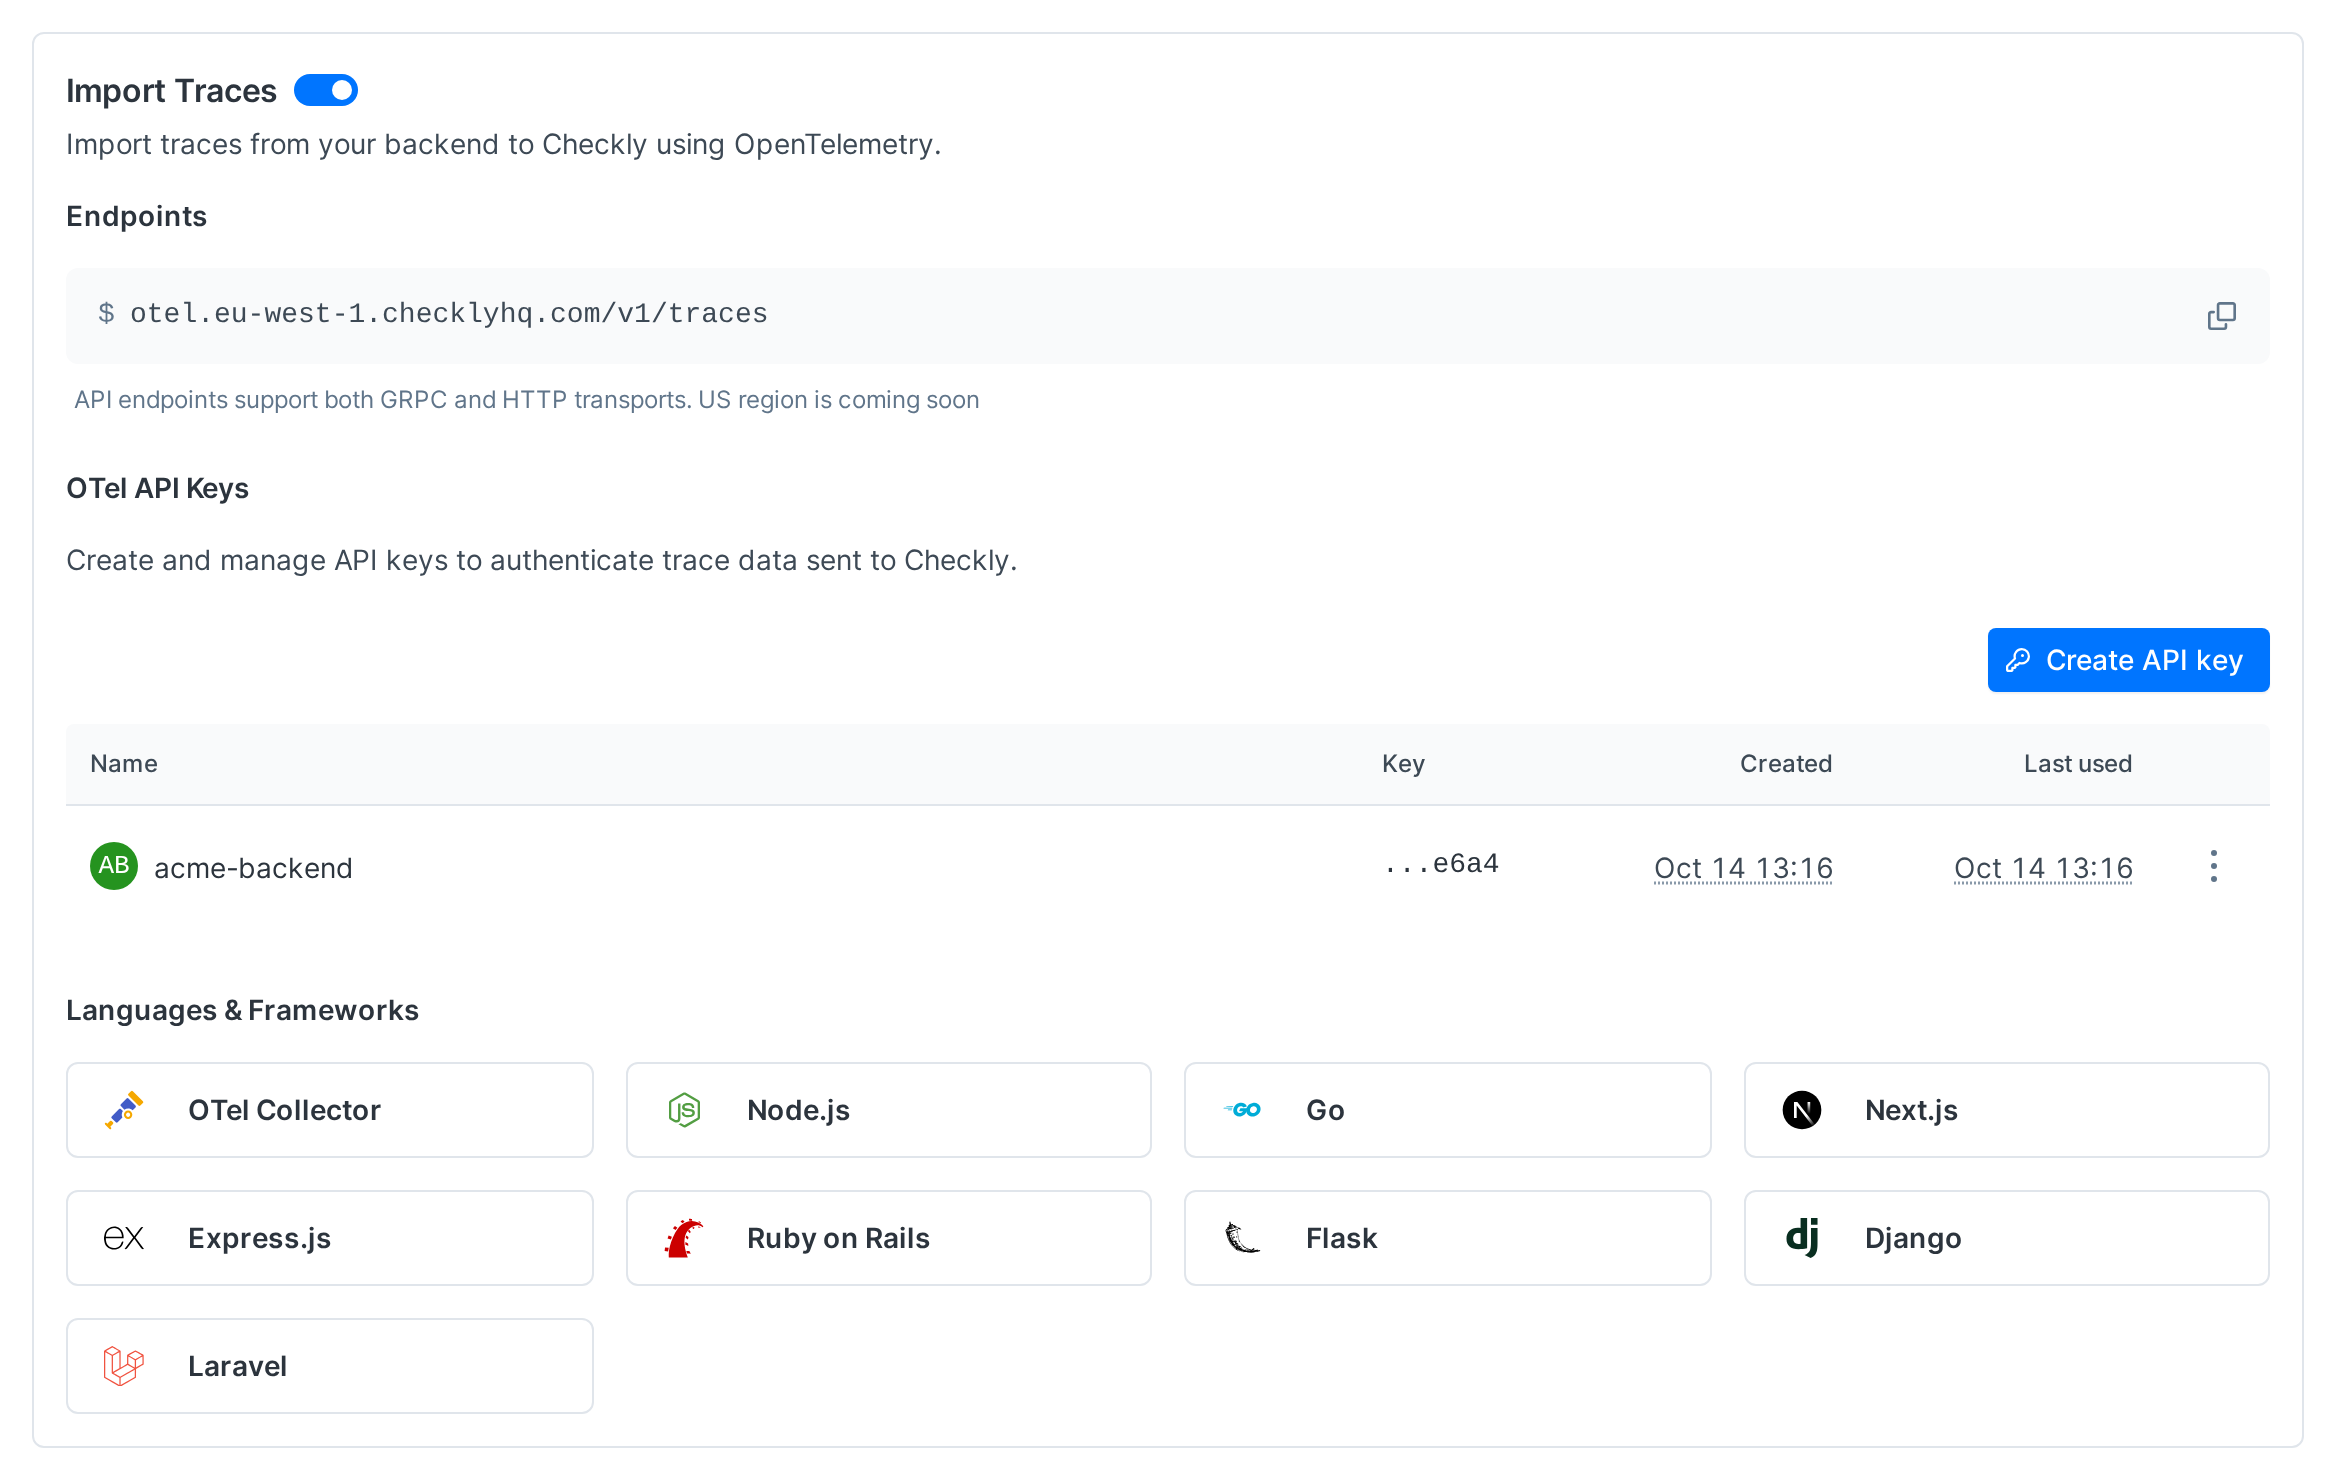 Import Traces
Import traces from your backend to Checkly using OpenTelemetry.
Endpoints
$ otel.eu-west-1.checklyhq.com/v1/traces
API endpoints support both GRPC and HTTP transports. US region is coming soon
OTel API Keys
Create and manage API keys to authenticate trace data sent to Checkly.
Create API key
Name Key Created Last used
AB acme-backend ...e6a4 Oct 14 13:16 Oct 14 13:16
Languages & Frameworks
OTel Collector
JS Node.js
GO Go
N Next.js
ex Express.js
Ruby on Rails
Flask
dj Django
Laravel